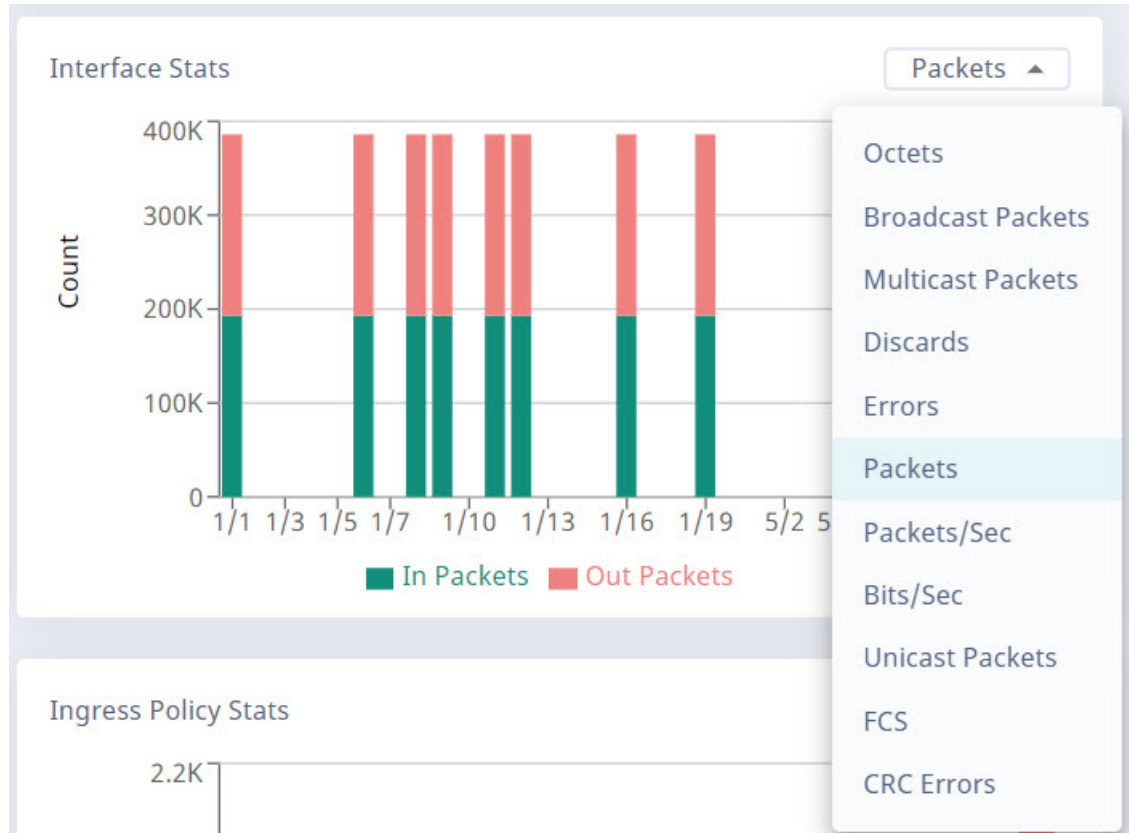 Interface Stats
Packets
400K
300K
200K
100K
0
Count
1/1 1/3 1/5 1/7 1/10 1/13 1/16 1/19 5/2 5
In Packets Out Packets
Octets
Broadcast Packets
Multicast Packets
Discards
Errors
Packets
Packets/Sec
Bits/Sec
Unicast Packets
FCS
CRC Errors
Ingress Policy Stats
2.2K